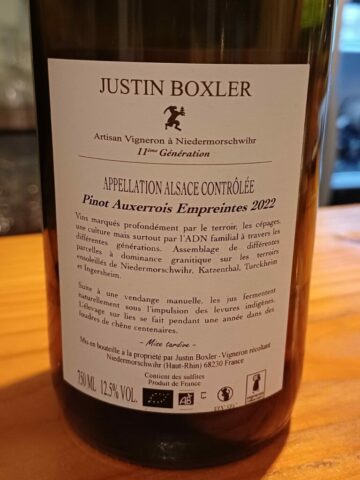 JUSTIN BOXLER
Artisan Vigneron à Niedermorschwihr
11ème Génération
APPELLATION ALSACE CONTRÔLÉE
Pinot Auxerrois Empreintes 2022
Vins marqués profondément par le terroir, les cépages,
une culture mais surtout par l'ADN familial à travers les
différentes générations. Assemblage de différentes
parcelles à dominance granitique sur les terroirs
ensoleillés de Niedermorschwihr, Katzenthal, Turckheim
et Ingersheim.
Suite à une vendange manuelle, les jus fermentent
naturellement sous l'impulsion des levures indigènes.
L'élevage sur lies se fait pendant une année dans des
foudres de chêne centenaires.
- Mise tardive -
Mis en bouteille à la propriété par Justin Boxler - Vigneron récoltant
Niedermorschwihr (Haut-Rhin) 68230 France
Contient des sulfites
Produit de France
750 ML 12.5% VOL.
AB